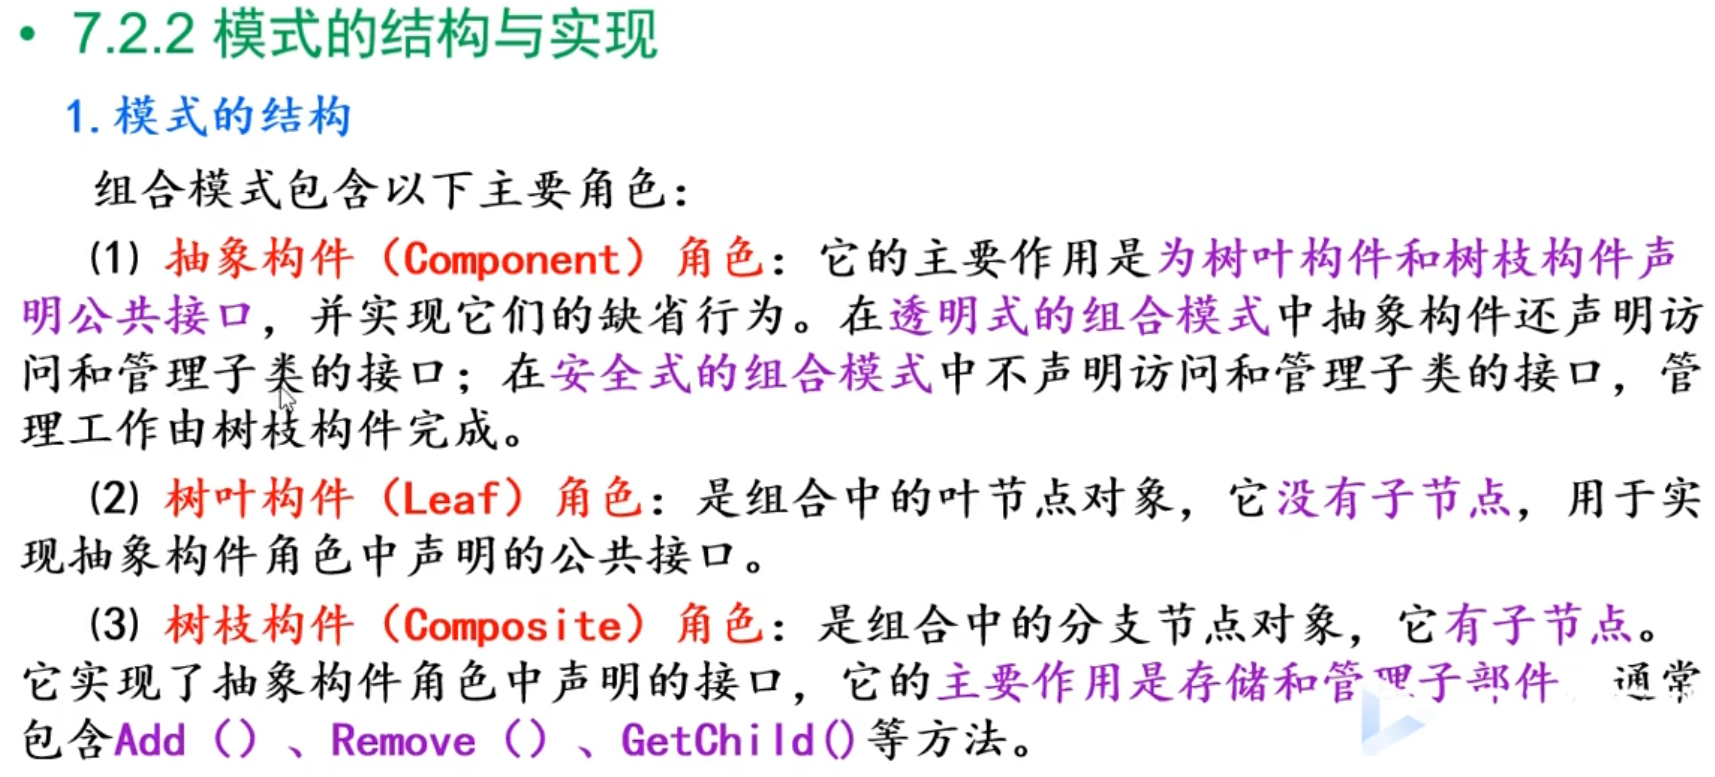 • 7.2.2 模式的结构与实现
1. 模式的结构
组合模式包含以下主要角色：
(1) 抽象构件（Component）角色：它的主要作用是为树叶构件和树枝构件声
明公共接口，并实现它们的缺省行为。在透明式的组合模式中抽象构件还声明访
问和管理子类的接口；在安全式的组合模式中不声明访问和管理子类的接口，管
理工作由树枝构件完成。
(2) 树叶构件（Leaf）角色：是组合中的叶节点对象，它没有子节点，用于实
现抽象构件角色中声明的公共接口。
(3) 树枝构件（Composite）角色：是组合中的分支节点对象，它有子节点。
它实现了抽象构件角色中声明的接口，它的主要作用是存储和管理子部件，通常
包含Add（）、Remove（）、GetChild()等方法。